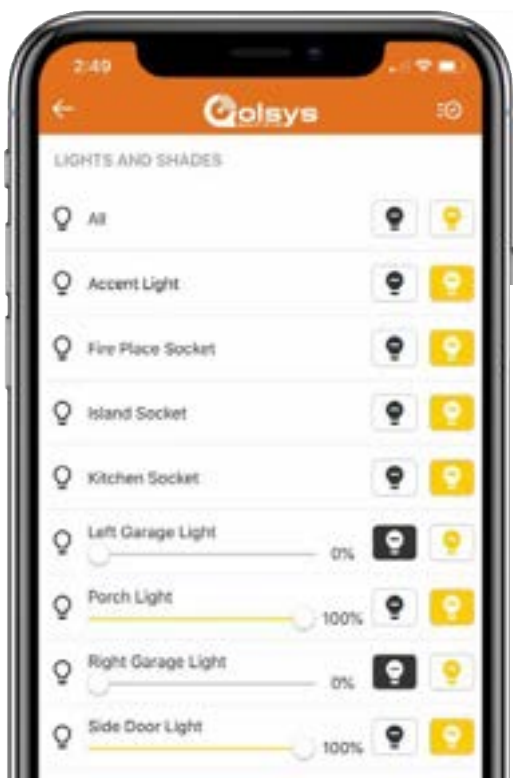 2:49
Qolsys
LIGHTS AND SHADES
All
Accent Light
Fire Place Socket
Island Socket
Kitchen Socket
Left Garage Light
0%
Porch Light
100%
Right Garage Light
0%
Side Door Light
100%